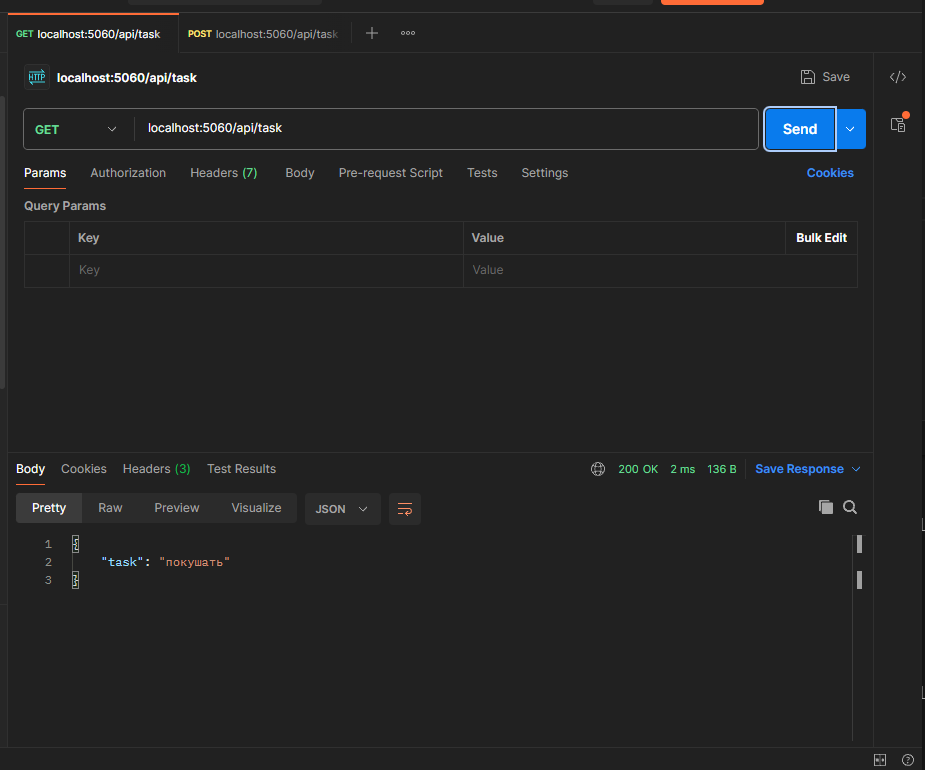 GET localhost:5060/api/task POST localhost:5060/api/task
HTTP localhost:5060/api/task Save
GET localhost:5060/api/task Send
Params Authorization Headers (7) Body Pre-request Script Tests Settings Cookies
Query Params
Key Value Bulk Edit
Key Value
Body Cookies Headers (3) Test Results 200 OK 2 ms 136 B Save Response
Pretty Raw Preview Visualize JSON
1 {
2 "task": "покушать"
3 }